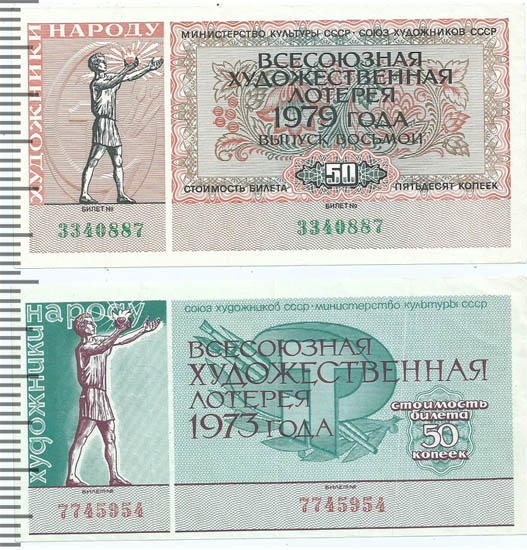 ХУДОЖНИКИ НАРОДУ
МИНИСТЕРСТВО КУЛЬТУРЫ СССР · СОЮЗ ХУДОЖНИКОВ СССР
ВСЕСОЮЗНАЯ
ХУДОЖЕСТВЕННАЯ
ЛОТЕРЕЯ
1979 ГОДА
ВЫПУСК ВОСЬМОЙ
СТОИМОСТЬ БИЛЕТА 50 ПЯТЬДЕСЯТ КОПЕЕК
БИЛЕТ № БИЛЕТ №
3340887 3340887
художники народу
СОЮЗ ХУДОЖНИКОВ СССР · МИНИСТЕРСТВО КУЛЬТУРЫ СССР
ВСЕСОЮЗНАЯ
ХУДОЖЕСТВЕННАЯ
ЛОТЕРЕЯ
1973 ГОДА
стоимость
билета
50
копеек
БИЛЕТ № БИЛЕТ №
7745954 7745954